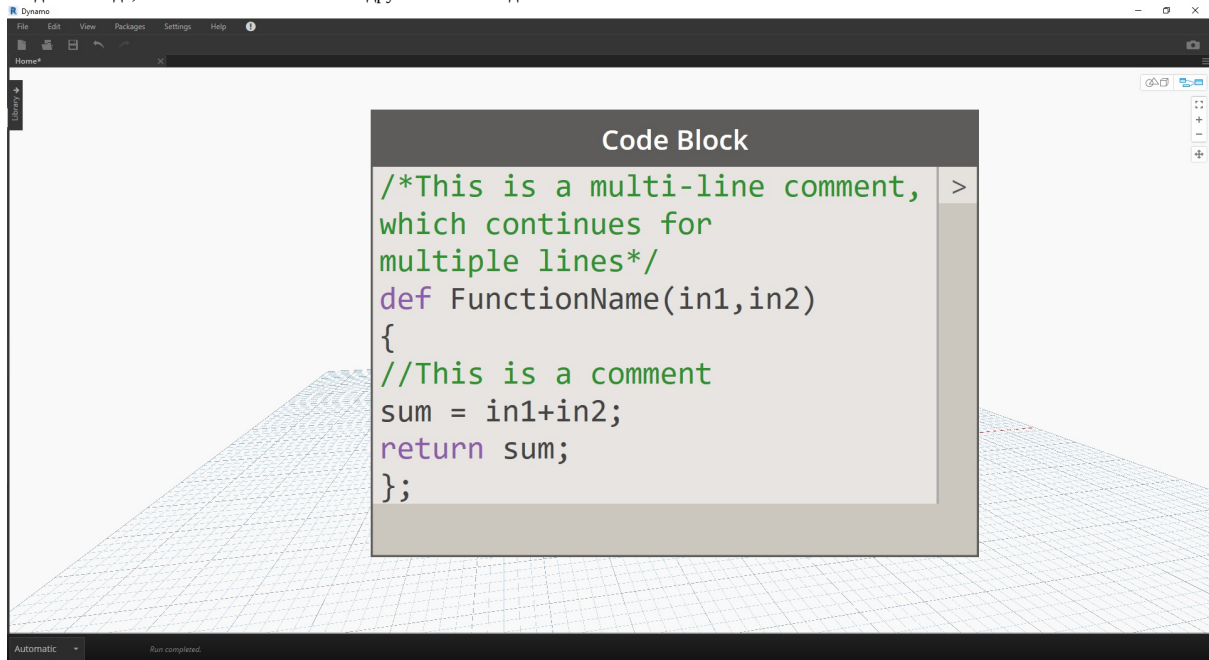 R Dynamo
File Edit View Packages Settings Help
Home*
Library
Code Block
/*This is a multi-line comment, >
which continues for
multiple lines*/
def FunctionName(in1,in2)
{
//This is a comment
sum = in1+in2;
return sum;
};
Automatic Run completed.